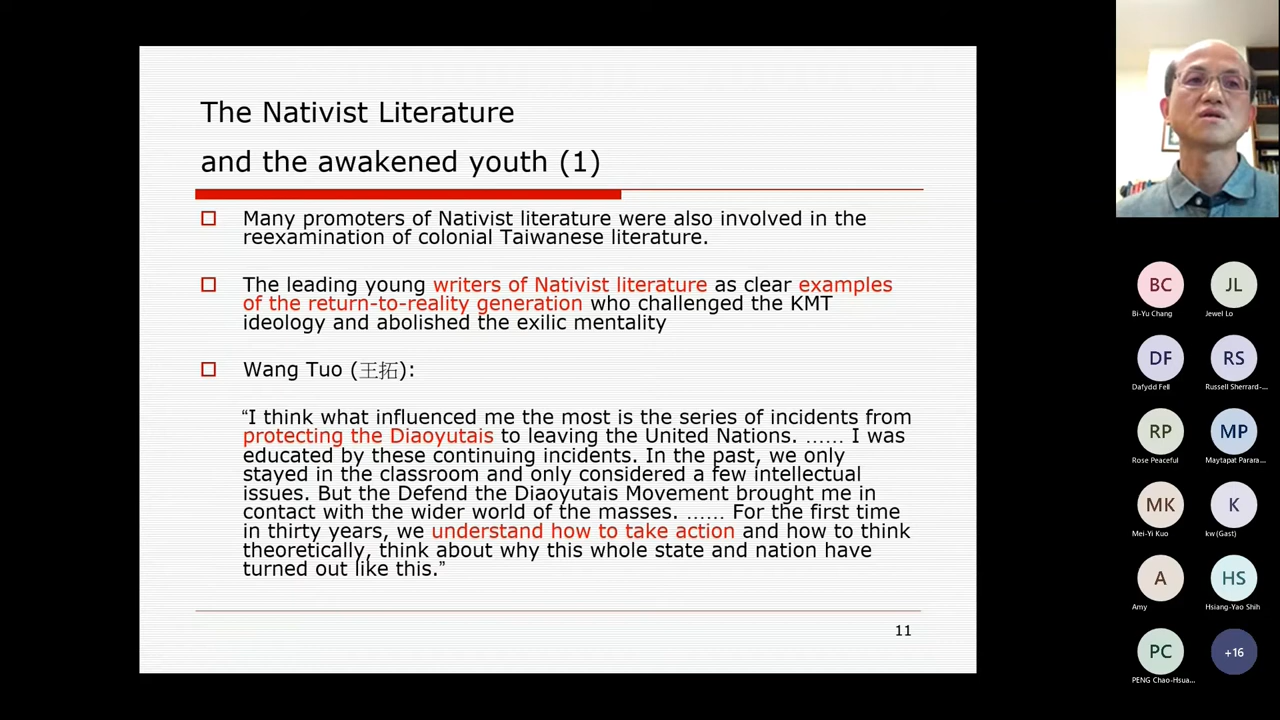 The Nativist Literature
and the awakened youth (1)
Many promoters of Nativist literature were also involved in the
reexamination of colonial Taiwanese literature.
The leading young writers of Nativist literature as clear examples
of the return-to-reality generation who challenged the KMT
ideology and abolished the exilic mentality
Wang Tuo (王拓):
“I think what influenced me the most is the series of incidents from
protecting the Diaoyutais to leaving the United Nations. …… I was
educated by these continuing incidents. In the past, we only
stayed in the classroom and only considered a few intellectual
issues. But the Defend the Diaoyutais Movement brought me in
contact with the wider world of the masses. …… For the first time
in thirty years, we understand how to take action and how to think
theoretically, think about why this whole state and nation have
turned out like this.”
11
BC
JL
Bi-Yu Chang
Jewel Lo
DF
RS
Dafydd Fell
Russell Sherrard-...
RP
MP
Rose Peaceful
Maytapat Parara...
MK
K
Mei-Yi Kuo
kw (Gast)
A
HS
Amy
Hsiang-Yao Shih
PC
+16
PENG Chao-Hsua...